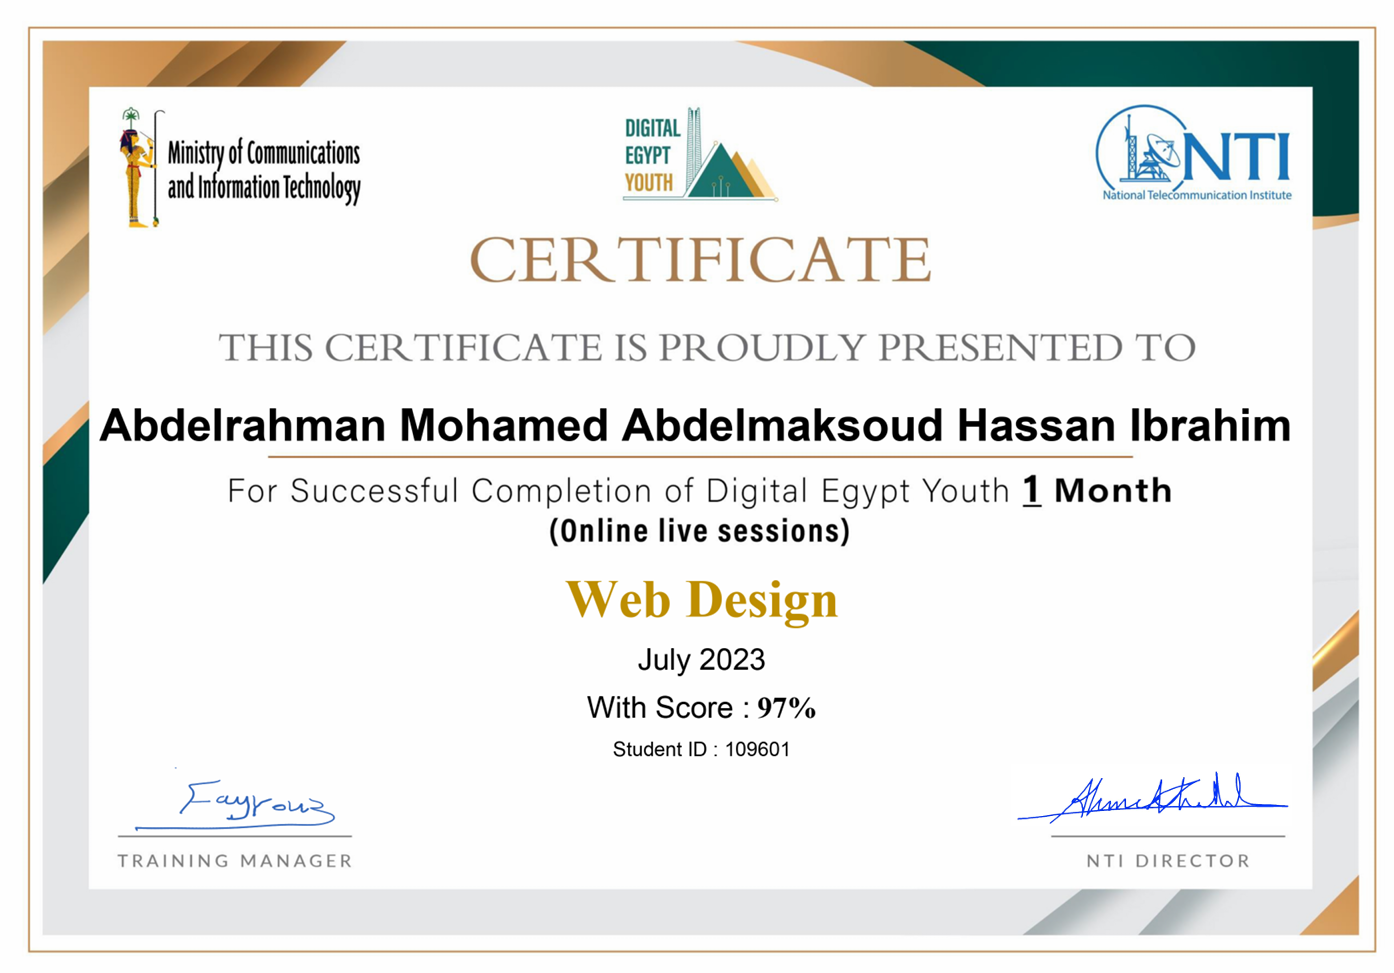 Ministry of Communications
and Information Technology
DIGITAL
EGYPT
YOUTH
NTI
National Telecommunication Institute
CERTIFICATE
THIS CERTIFICATE IS PROUDLY PRESENTED TO
Abdelrahman Mohamed Abdelmaksoud Hassan Ibrahim
For Successful Completion of Digital Egypt Youth 1 Month
(Online live sessions)
Web Design
July 2023
With Score : 97%
Student ID : 109601
Fayrouz
TRAINING MANAGER
NTI DIRECTOR